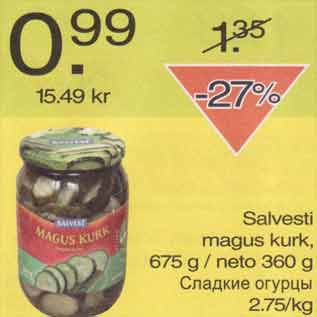 0.99
1.35
15.49 kr
-27%
SALVEST
MAGUS KURK
Salvesti
magus kurk,
675 g / neto 360 g
Сладкие огурцы
2.75/kg